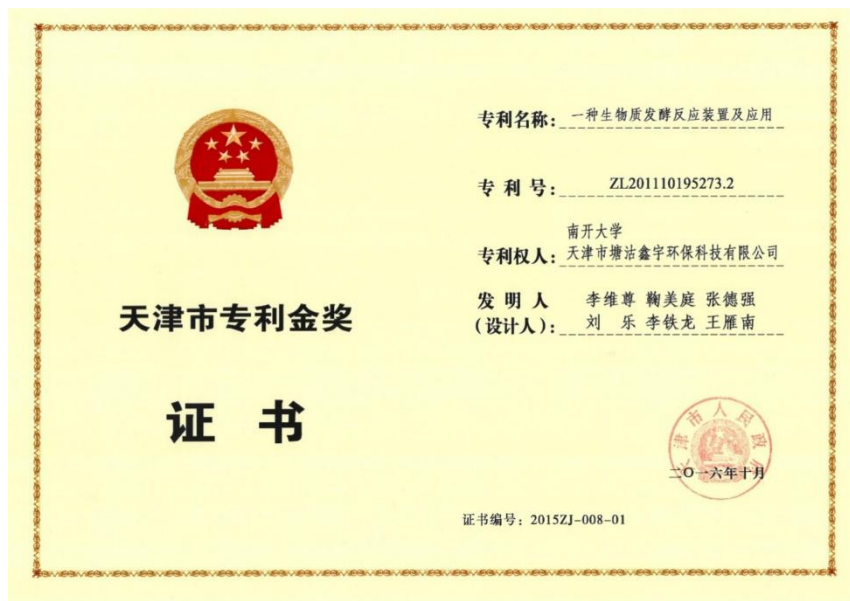 天津市专利金奖
证 书
专利名称: 一种生物质发酵反应装置及应用
专 利 号: ZL201110195273.2
南开大学
专利权人: 天津市塘沽鑫宇环保科技有限公司
发 明 人 李维尊 鞠美庭 张德强
(设计人): 刘 乐 李铁龙 王雁南
天津市人民政府
二〇一六年十月
证书编号: 2015ZJ-008-01